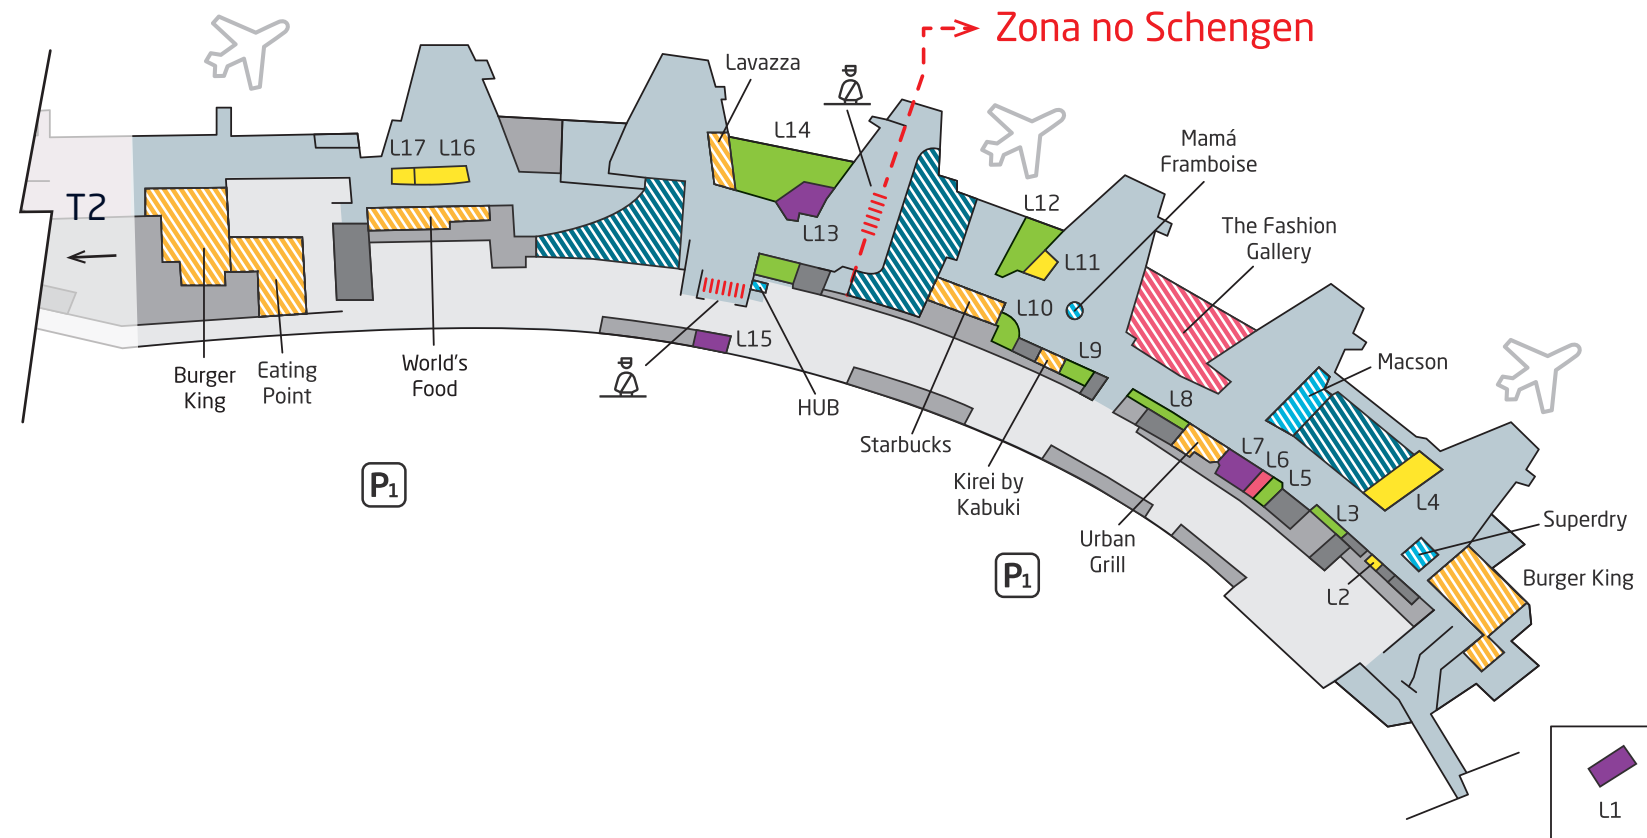 Zona no Schengen
Lavazza
L14
Mamá
Framboise
L17
L16
L12
T2
The Fashion
Gallery
L13
L11
L10
L15
L9
Macson
World's
Food
Burger
King
Eating
Point
HUB
L8
Starbucks
L7
L6
L5
P1
Kirei by
Kabuki
L4
L3
Superdry
Urban
Grill
P1
Burger King
L2
L1